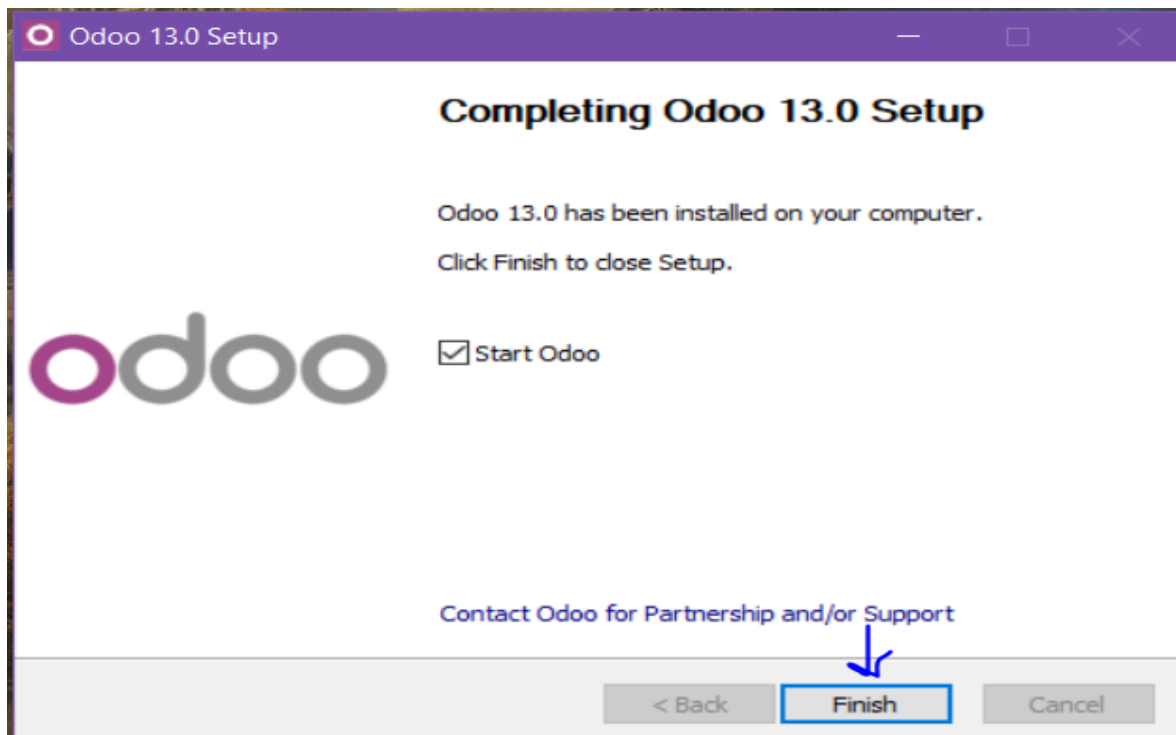 Odoo 13.0 Setup
Completing Odoo 13.0 Setup
Odoo 13.0 has been installed on your computer.
Click Finish to close Setup.
odoo
Start Odoo
Contact Odoo for Partnership and/or Support
< Back Finish Cancel